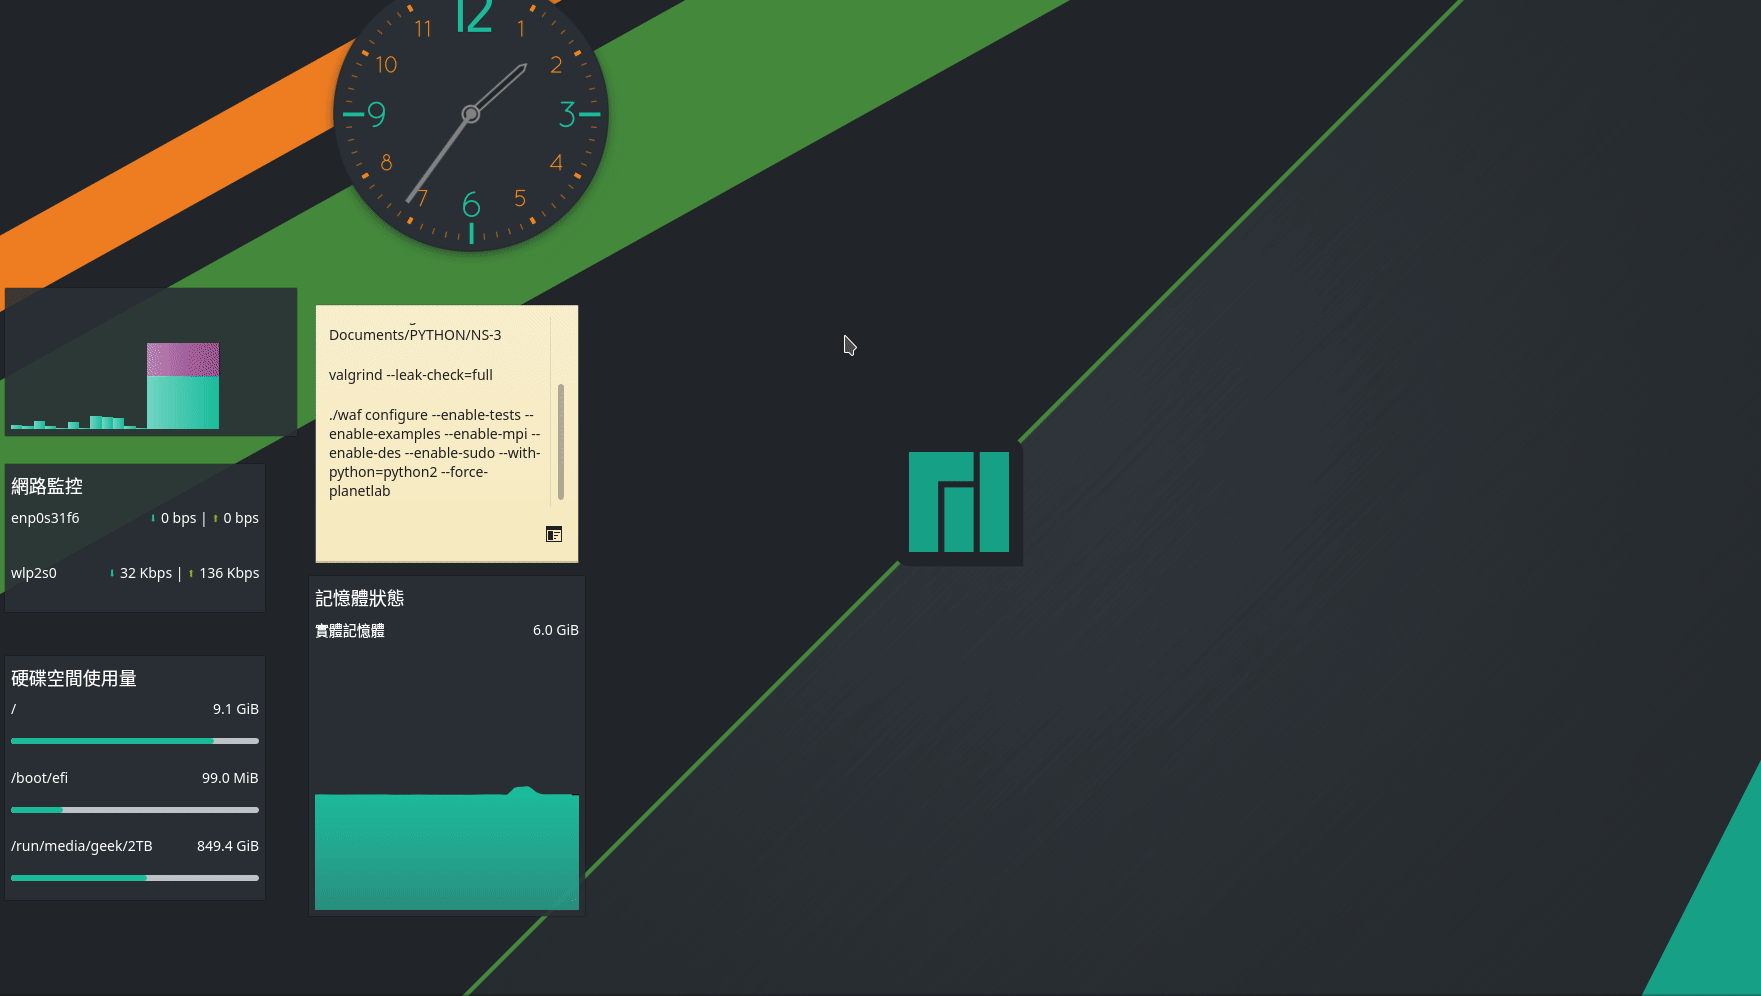 12
11
1
10
2
9
3
8
4
7
5
6
Documents/PYTHON/NS-3
valgrind --leak-check=full
./waf configure --enable-tests --
enable-examples --enable-mpi --
enable-des --enable-sudo --with-
python=python2 --force-
planetlab
網路監控
enp0s31f6 0 bps | 0 bps
wlp2s0 32 Kbps | 136 Kbps
記憶體狀態
實體記憶體 6.0 GiB
硬碟空間使用量
/ 9.1 GiB
/boot/efi 99.0 MiB
/run/media/geek/2TB 849.4 GiB